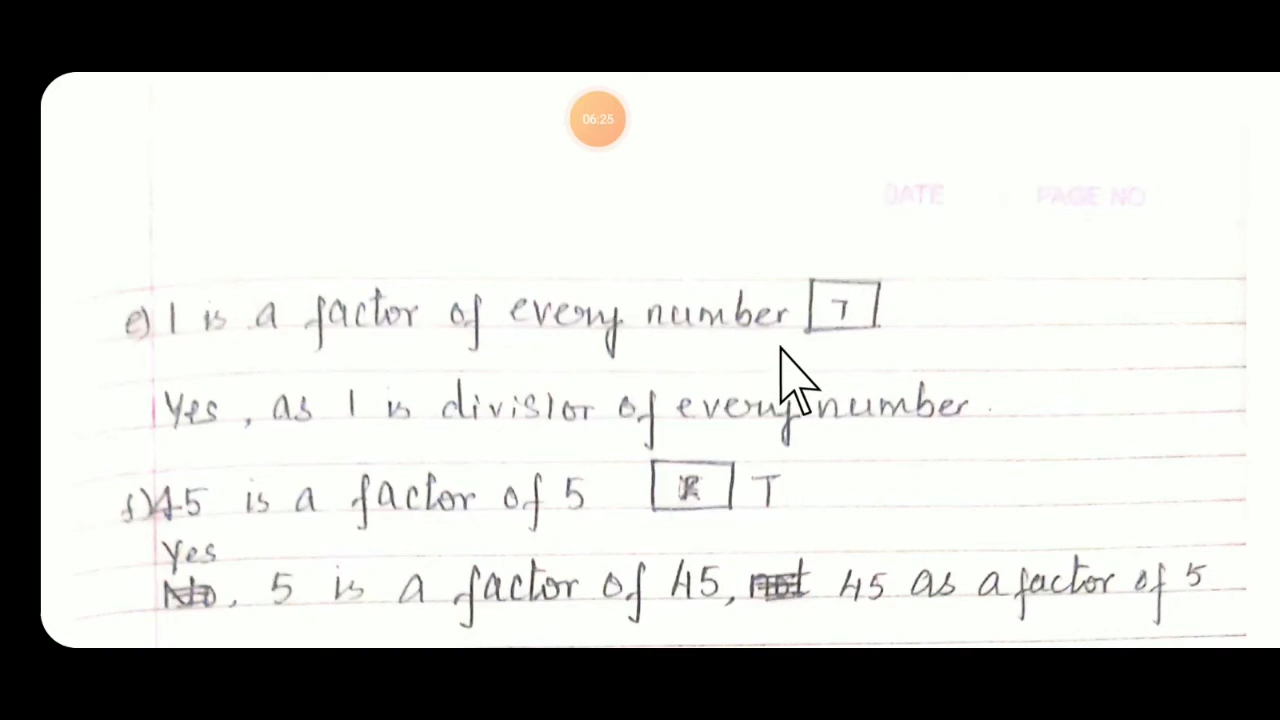 06:25
DATE PAGE NO
e) 1 is a factor of every number T
Yes, as 1 is division of every number.
f) 45 is a factor of 5 T
Yes
No, 5 is a factor of 45, not 45 as a factor of 5